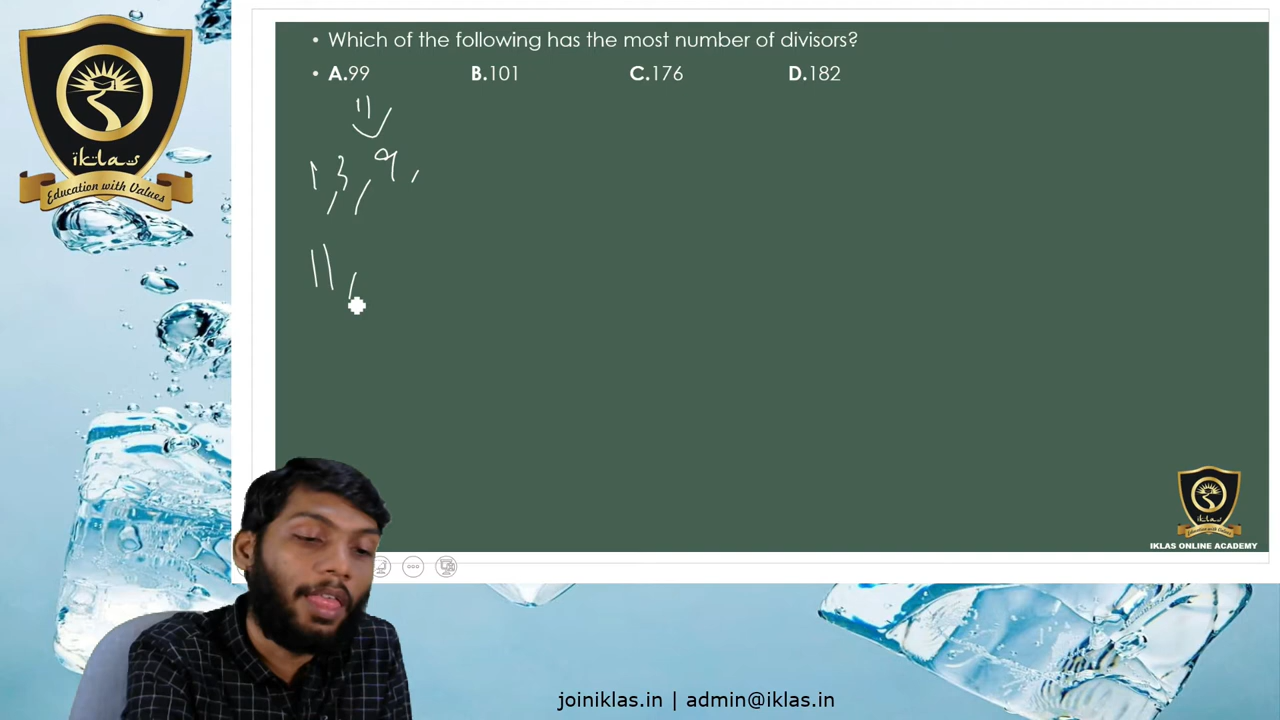 iklas
Education with Values
• Which of the following has the most number of divisors?
• A.99 B.101 C.176 D.182
11
1, 3, 9,
11,
iklas
IKLAS ONLINE ACADEMY
joiniklas.in | admin@iklas.in